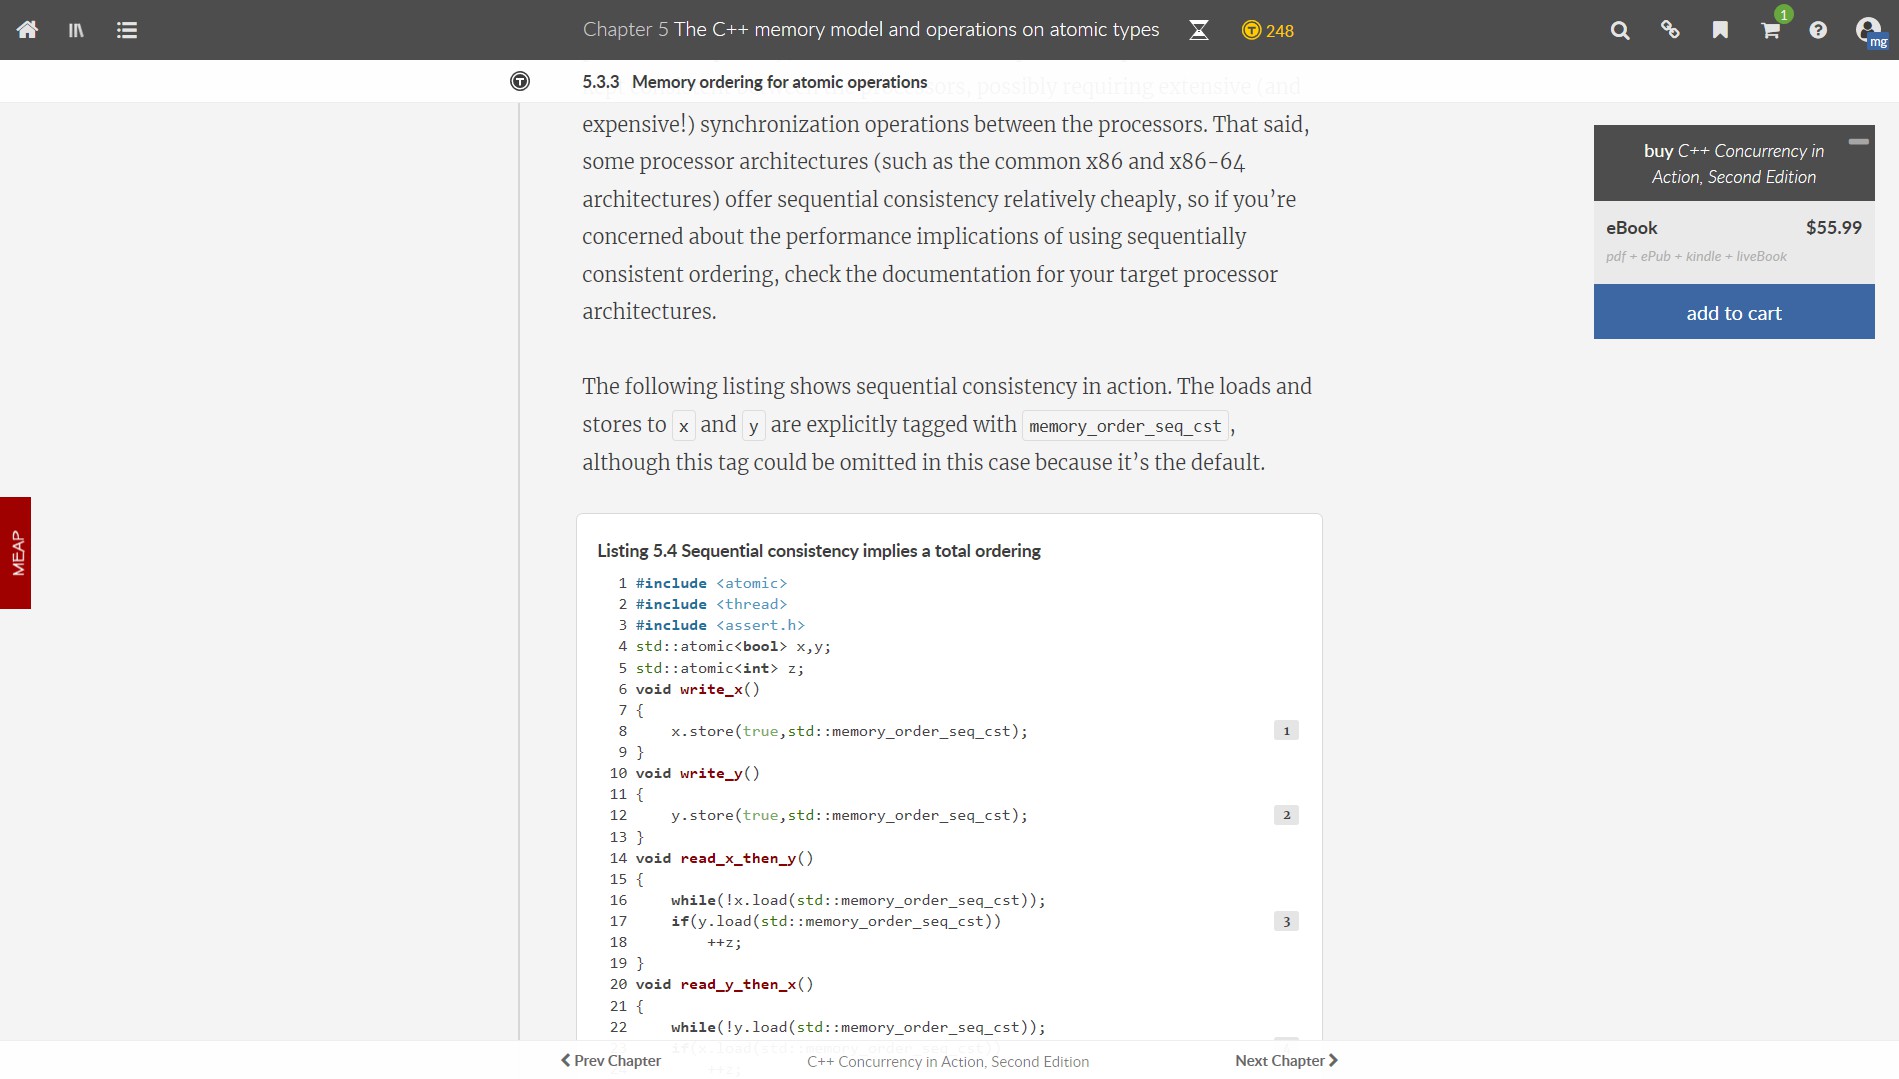 Chapter 5 The C++ memory model and operations on atomic types
248
1
mg
5.3.3 Memory ordering for atomic operations
possibly requiring extensive (and
expensive!) synchronization operations between the processors. That said,
some processor architectures (such as the common x86 and x86-64
architectures) offer sequential consistency relatively cheaply, so if you’re
concerned about the performance implications of using sequentially
consistent ordering, check the documentation for your target processor
architectures.
The following listing shows sequential consistency in action. The loads and
stores to x and y are explicitly tagged with memory_order_seq_cst,
although this tag could be omitted in this case because it’s the default.
Listing 5.4 Sequential consistency implies a total ordering
1 #include <atomic>
2 #include <thread>
3 #include <assert.h>
4 std::atomic<bool> x,y;
5 std::atomic<int> z;
6 void write_x()
7 {
8     x.store(true,std::memory_order_seq_cst); 1
9 }
10 void write_y()
11 {
12     y.store(true,std::memory_order_seq_cst); 2
13 }
14 void read_x_then_y()
15 {
16     while(!x.load(std::memory_order_seq_cst));
17     if(y.load(std::memory_order_seq_cst)) 3
18         ++z;
19 }
20 void read_y_then_x()
21 {
22     while(!y.load(std::memory_order_seq_cst));
23     if(x.load(std::memory_order_seq_cst))
++z;
Prev Chapter
C++ Concurrency in Action, Second Edition
Next Chapter
MEAP
buy C++ Concurrency in
Action, Second Edition
eBook $55.99
pdf + ePub + kindle + liveBook
add to cart